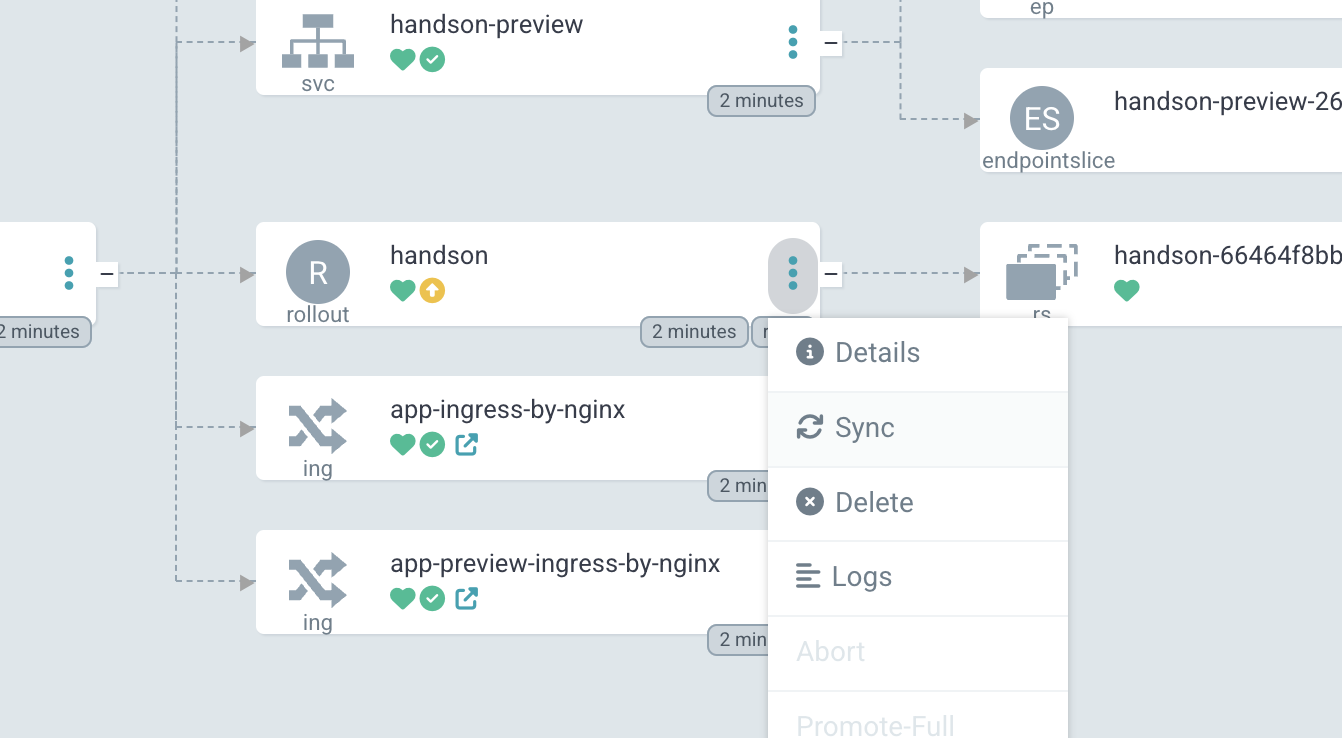 handson-preview
svc
2 minutes
ep
handson-preview-26
ES
endpointslice
2 minutes
R
handson
rollout
2 minutes
handson-66464f8bb
rs
app-ingress-by-nginx
ing
2 min
app-preview-ingress-by-nginx
ing
2 min
Details
Sync
Delete
Logs
Abort
Promote-Full